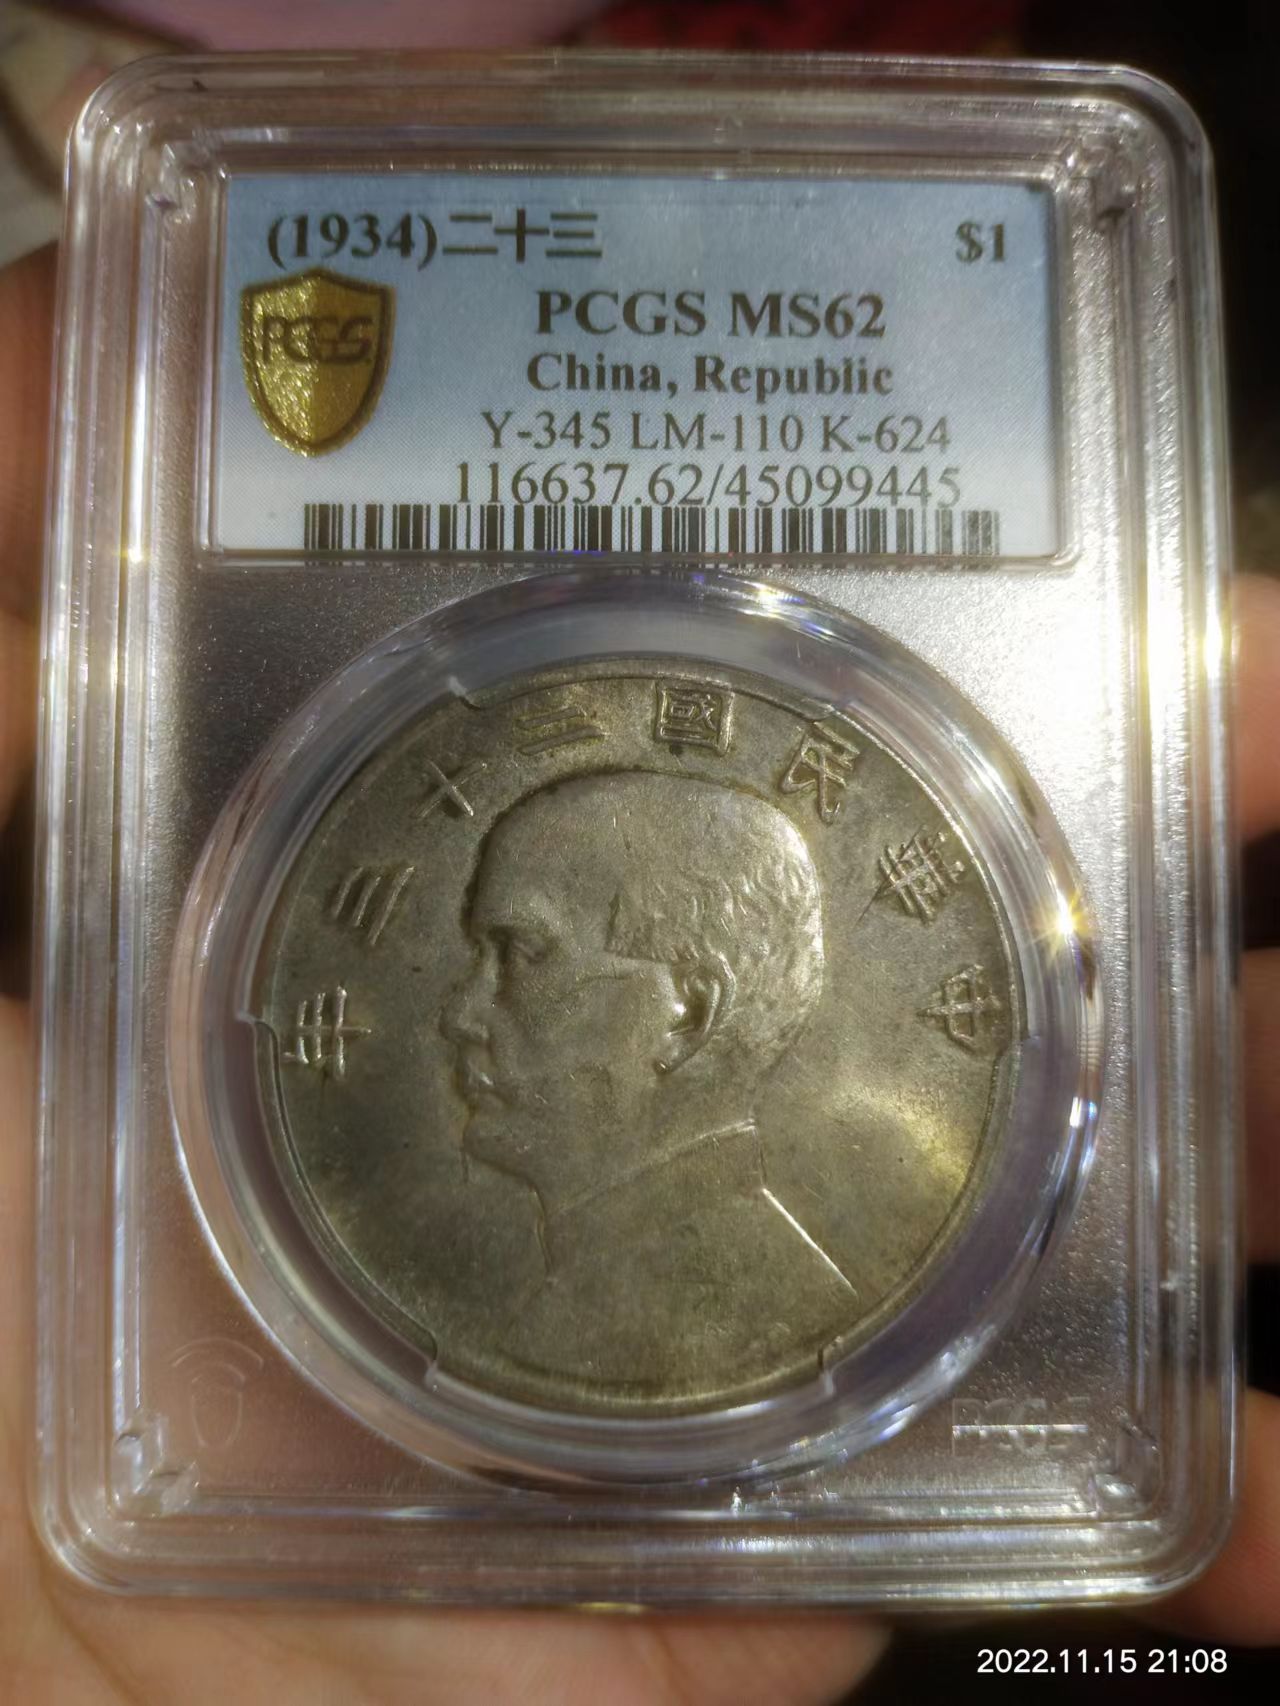 (1934)二十三 $1
PCGS
PCGS MS62
China, Republic
Y-345 LM-110 K-624
116637.62/45099445
年三十二國民華中
PCGS
2022.11.15 21:08